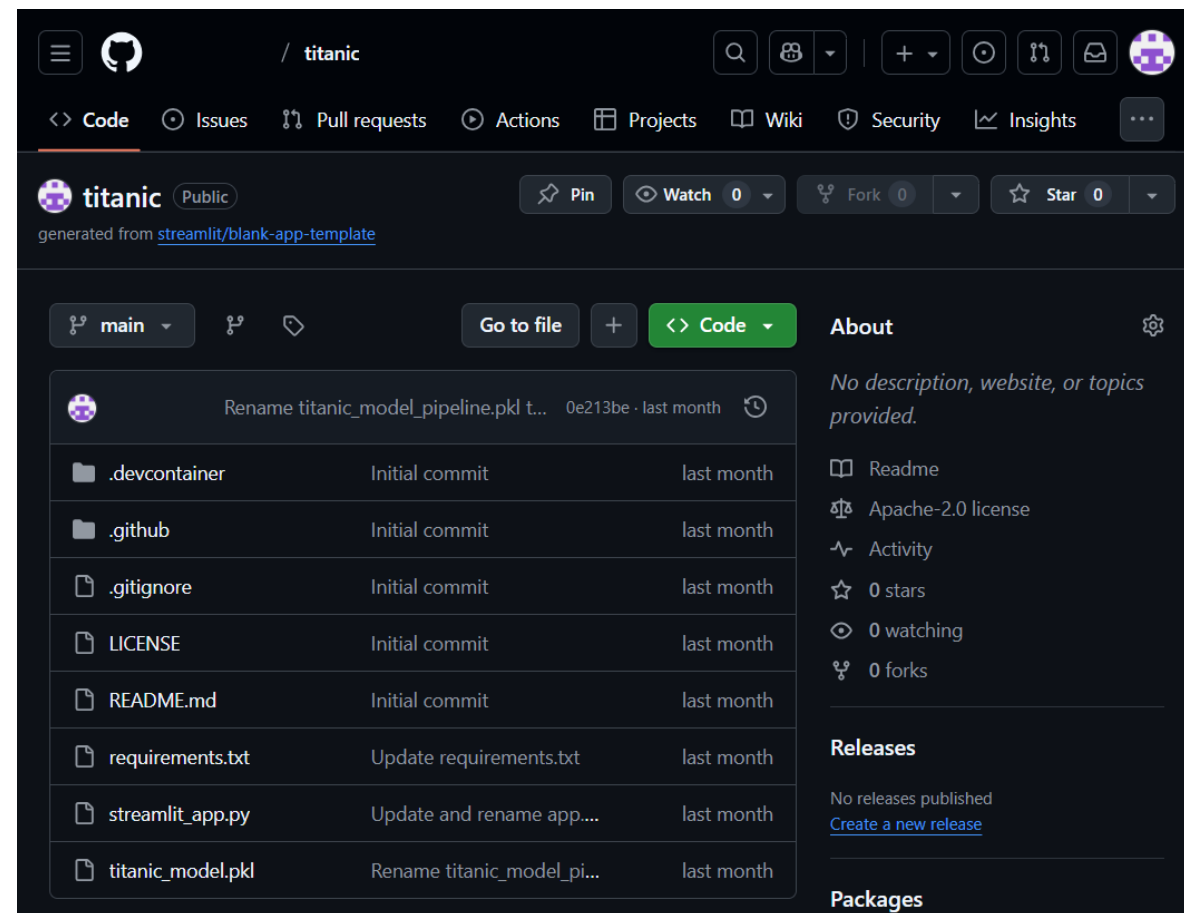 / titanic
Code Issues Pull requests Actions Projects Wiki Security Insights
titanic Public Pin Watch 0 Fork 0 Star 0
generated from streamlit/blank-app-template
main Go to file Code
Rename titanic_model_pipeline.pkl t... 0e213be · last month
.devcontainer Initial commit last month
.github Initial commit last month
.gitignore Initial commit last month
LICENSE Initial commit last month
README.md Initial commit last month
requirements.txt Update requirements.txt last month
streamlit_app.py Update and rename app.... last month
titanic_model.pkl Rename titanic_model_pi... last month
About
No description, website, or topics
provided.
Readme
Apache-2.0 license
Activity
0 stars
0 watching
0 forks
Releases
No releases published
Create a new release
Packages